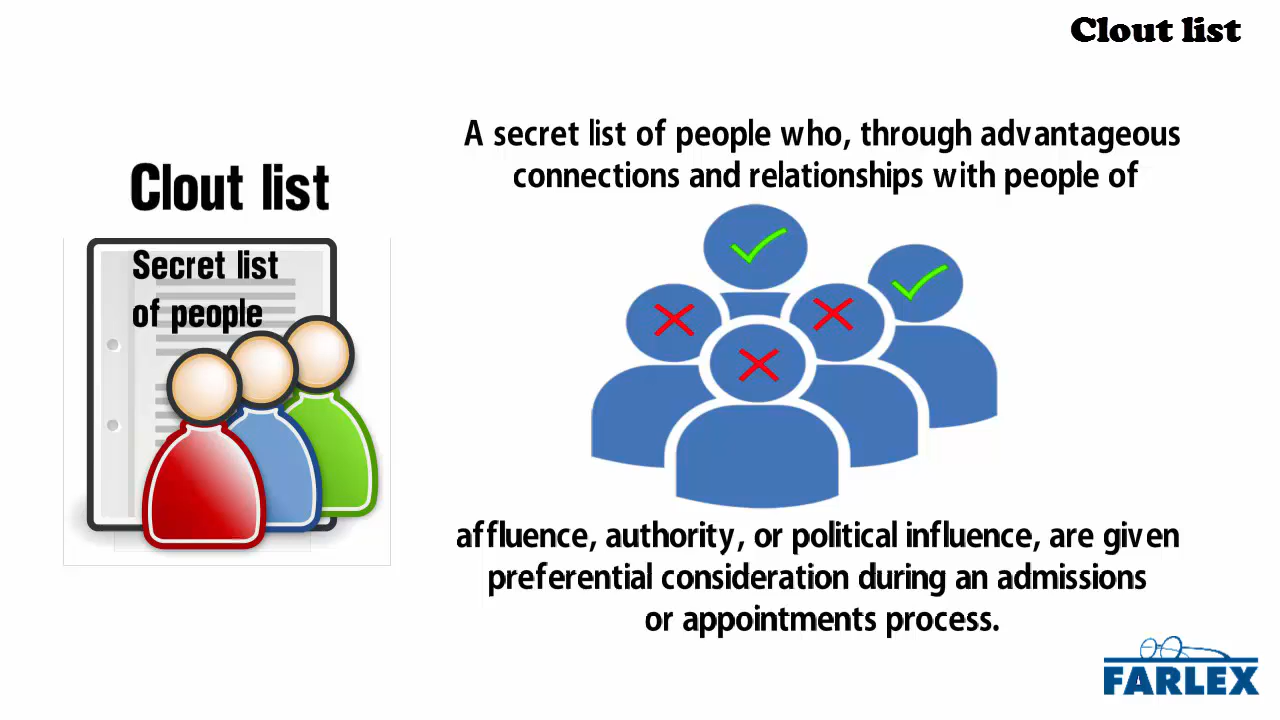 Clout list
Clout list
Secret list
of people
A secret list of people who, through advantageous
connections and relationships with people of
affluence, authority, or political influence, are given
preferential consideration during an admissions
or appointments process.
FARLEX